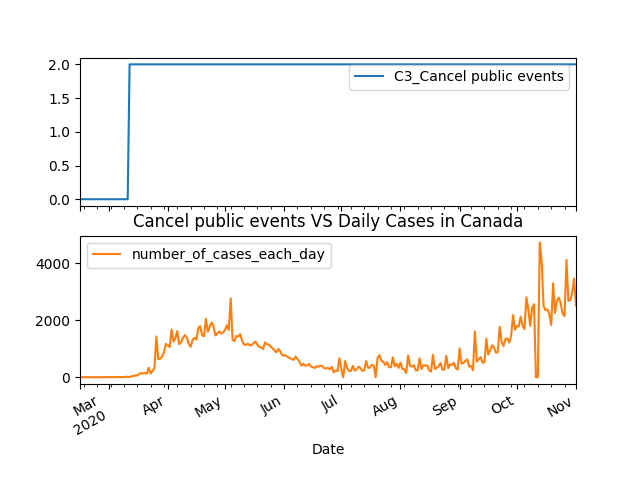 2.0
1.5
1.0
0.5
0.0
C3_Cancel public events
Cancel public events VS Daily Cases in Canada
4000
2000
0
number_of_cases_each_day
Mar
2020
Apr
May
Jun
Jul
Aug
Sep
Oct
Nov
Date